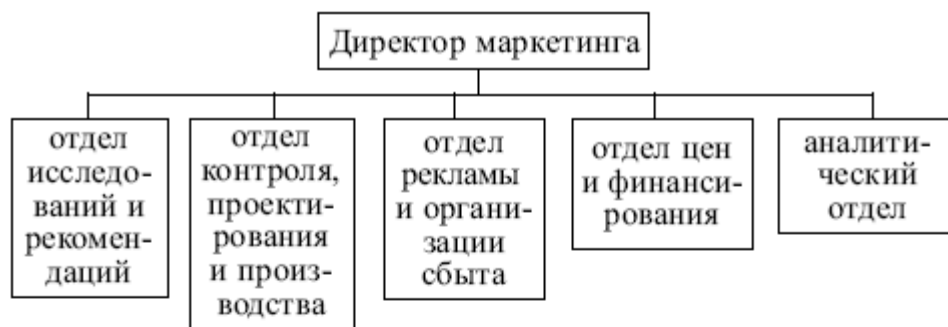 Директор маркетинга
отдел
исследо-
ваний и
рекомен-
даций
отдел
контроля,
проекти-
рования
и произ-
водства
отдел
рекламы
и органи-
зации
сбыта
отдел цен
и финанси-
рования
аналити-
ческий
отдел